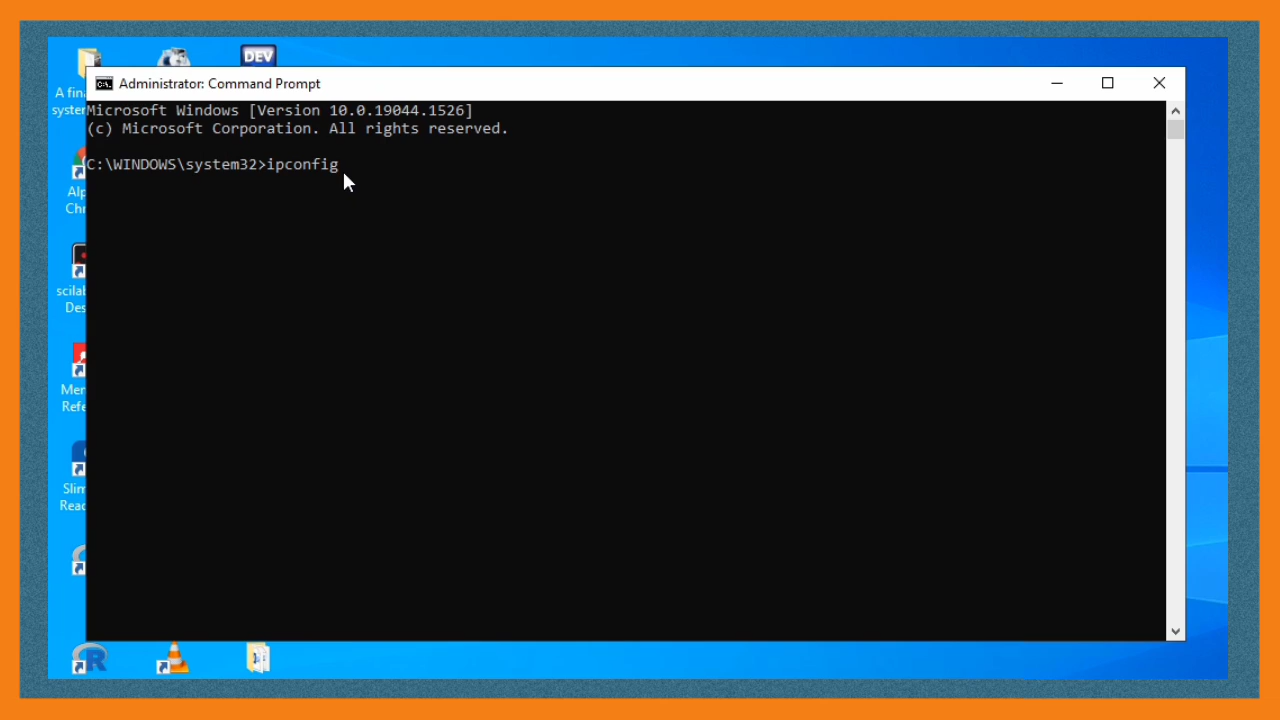 DEV
Administrator: Command Prompt
A fin
system
Microsoft Windows [Version 10.0.19044.1526]
(c) Microsoft Corporation. All rights reserved.
C:\WINDOWS\system32>ipconfig
Alp
Chr
scilab
Des
Men
Refe
Slim
Read
R